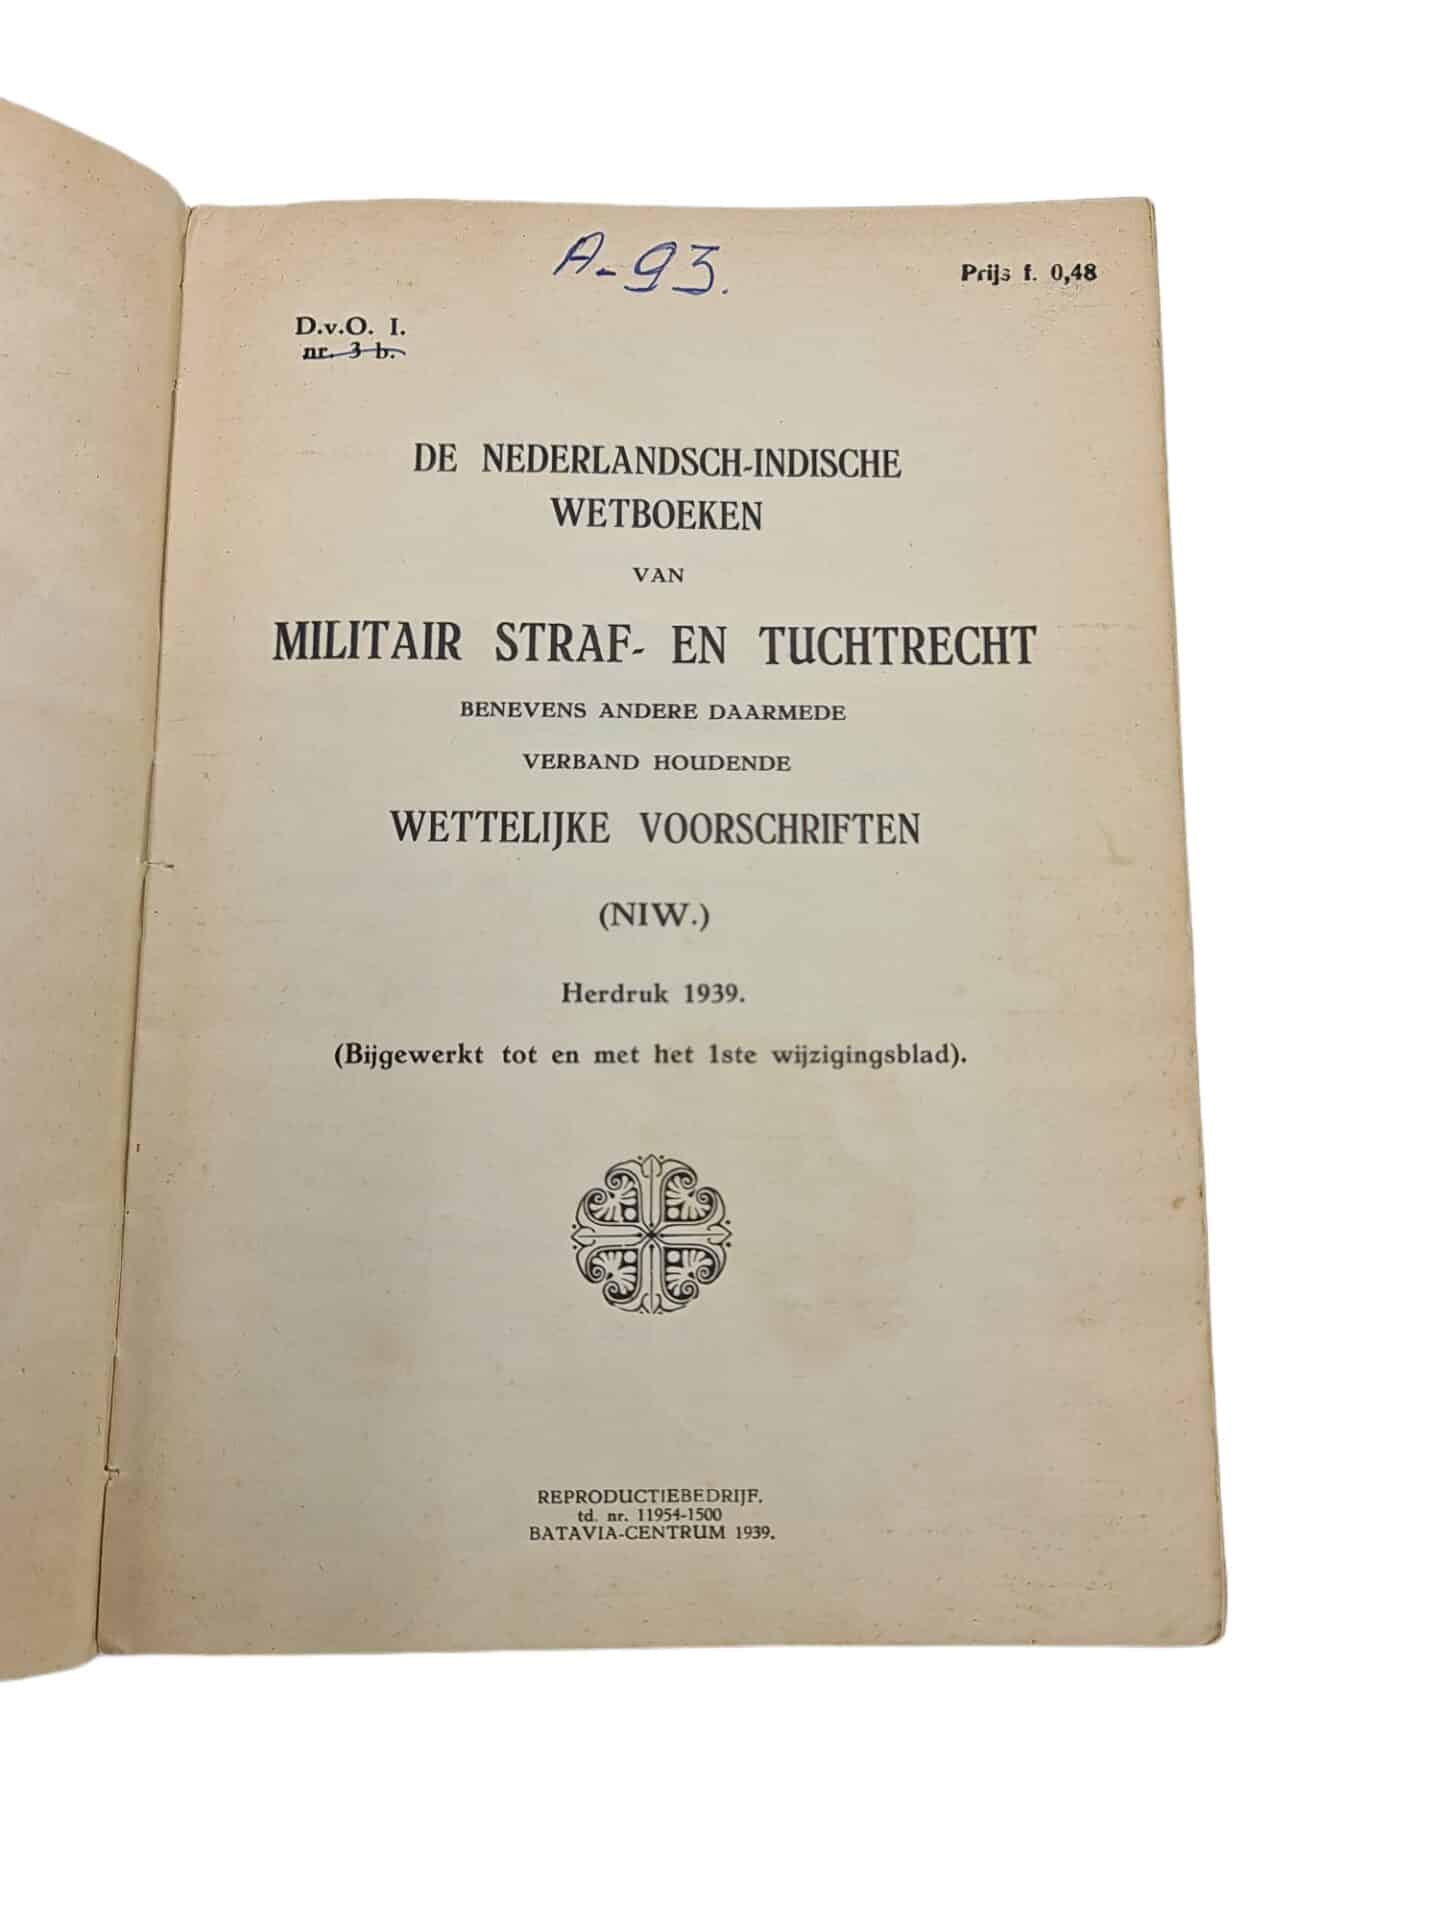 A-93.
Prijs f. 0,48
D.v.O. I.
nr. 3 b.
DE NEDERLANDSCH-INDISCHE
WETBOEKEN
VAN
MILITAIR STRAF- EN TUCHTRECHT
BENEVENS ANDERE DAARMEDE
VERBAND HOUDENDE
WETTELIJKE VOORSCHRIFTEN
(NIW.)
Herdruk 1939.
(Bijgewerkt tot en met het 1ste wijzigingsblad).
REPRODUCTIEBEDRIJF.
td. nr. 11954-1500
BATAVIA-CENTRUM 1939.